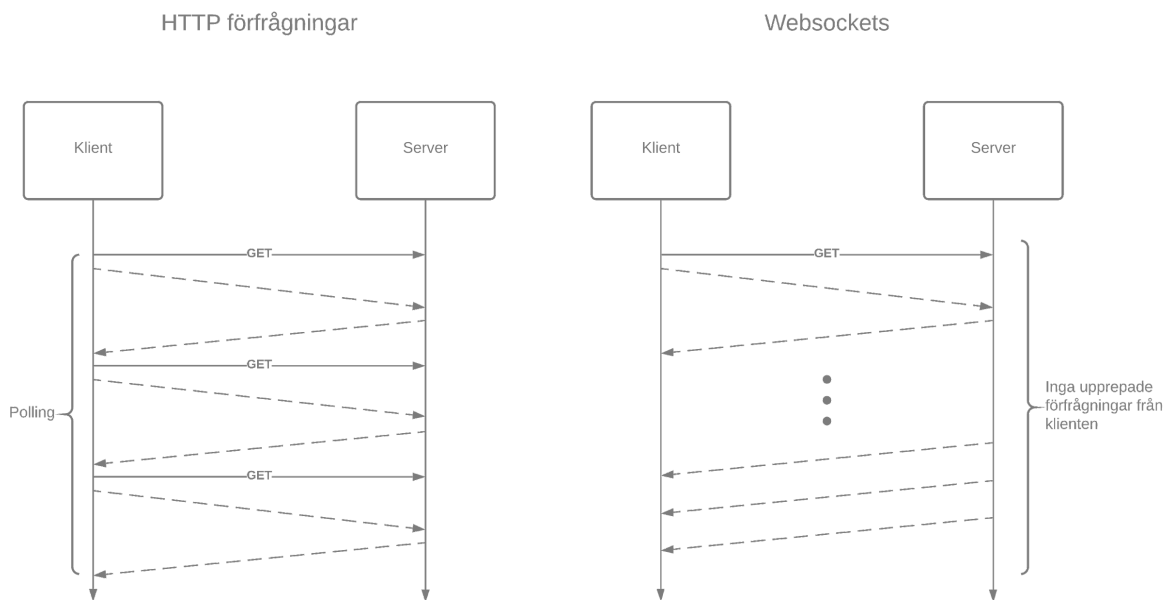 HTTP förfrågningar
Websockets
Klient
Server
Klient
Server
GET
GET
GET
Polling
GET
Inga upprepade
förfrågningar från
klienten